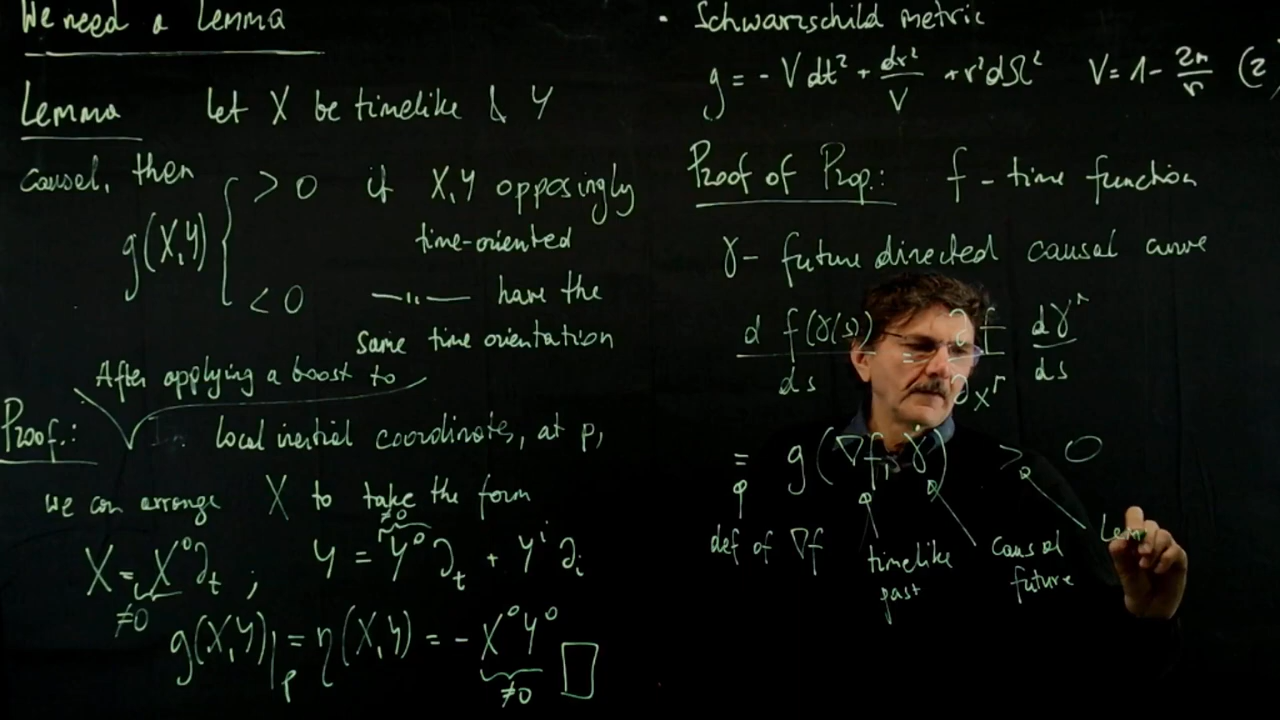 We need a Lemma
Lemma Let X be timelike & Y
causal, then
g(X,Y) { > 0 if X,Y opposingly
time-oriented
< 0 —„— have the
same time orientation
After applying a boost to
Proof.: local inertial coordinates, at p,
we can arrange X to take the form
X = X⁰∂ₜ ; Y = Y⁰∂ₜ + Yⁱ∂ᵢ
≠0 ≠0
g(X,Y)|ₚ = η(X,Y) = - X⁰Y⁰ □
≠0
• Schwarzschild metric
g = - V dt² + dr²/V + r²dΩ² V = 1 - 2m/r (2
Proof of Prop.: f - time function
γ - future directed causal curve
d f(γ(s))/ds = ∂f/∂x^μ dγ^μ/ds
= g(∇f, γ̇) > 0
def of ∇f timelike past causal future Lem